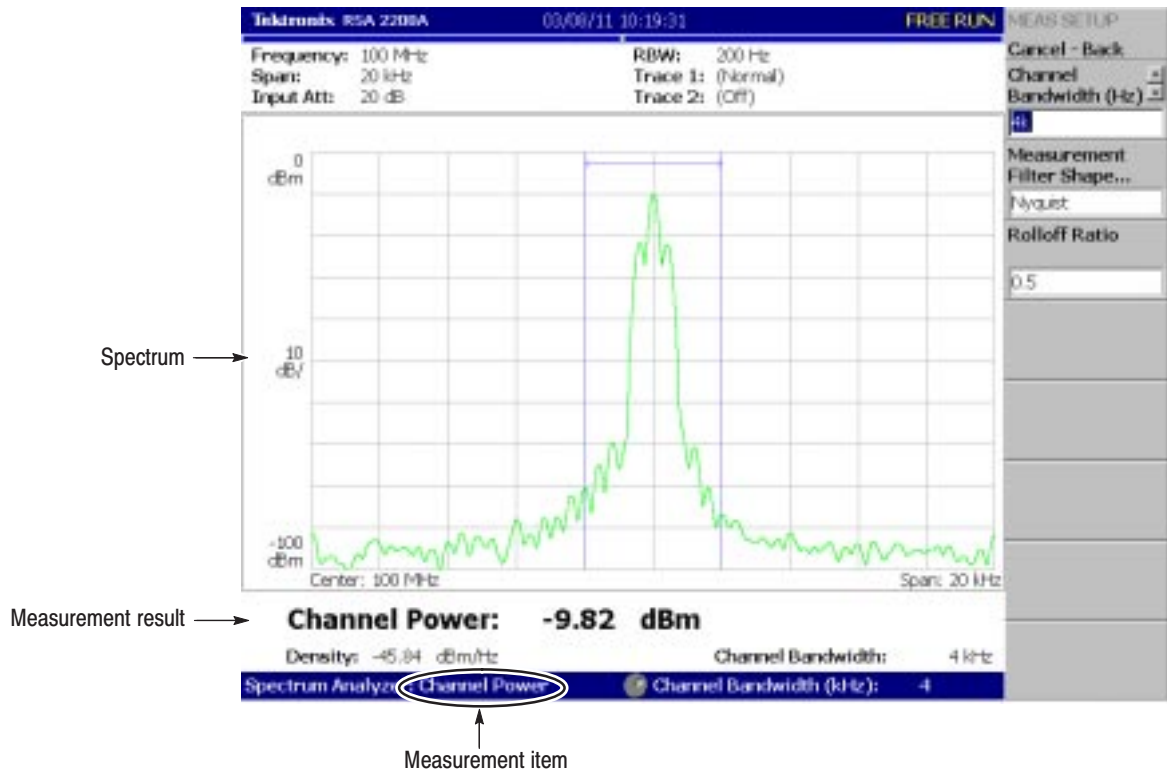 Tektronix RSA 2200A 03/08/11 10:19:31 FREE RUN
Frequency: 100 MHz
Span: 20 kHz
Input Att: 20 dB
RBW: 200 Hz
Trace 1: (Normal)
Trace 2: (Off)
MEAS SETUP
Cancel - Back
Channel
Bandwidth (Hz)
4k
Measurement
Filter Shape...
Nyquist
Rolloff Ratio
0.5
0
dBm
Spectrum
10
dB/
-100
dBm
Center: 100 MHz
Span: 20 kHz
Measurement result
Channel Power: -9.82 dBm
Density: -45.84 dBm/Hz
Channel Bandwidth: 4 kHz
Spectrum Analyzer: Channel Power
Channel Bandwidth (kHz): 4
Measurement item